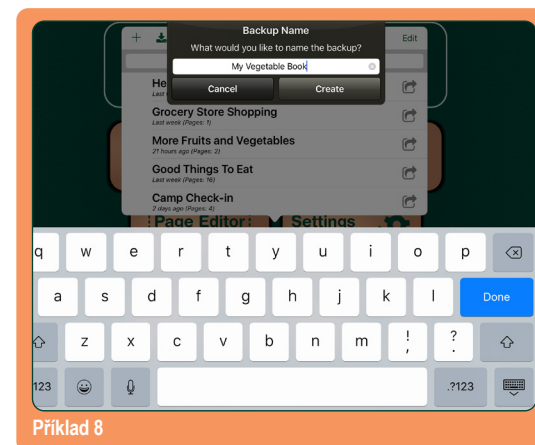 Backup Name
What would you like to name the backup?
My Vegetable Book
Cancel Create
+ Edit
He
Last
Grocery Store Shopping
Last week (Pages: 1)
More Fruits and Vegetables
21 hours ago (Pages: 2)
Good Things To Eat
Last week (Pages: 16)
Camp Check-in
2 days ago (Pages: 4)
Page Editor Settings
q w e r t y u i o p
a s d f g h j k l Done
z x c v b n m ! , ? .
123 .?123
Příklad 8